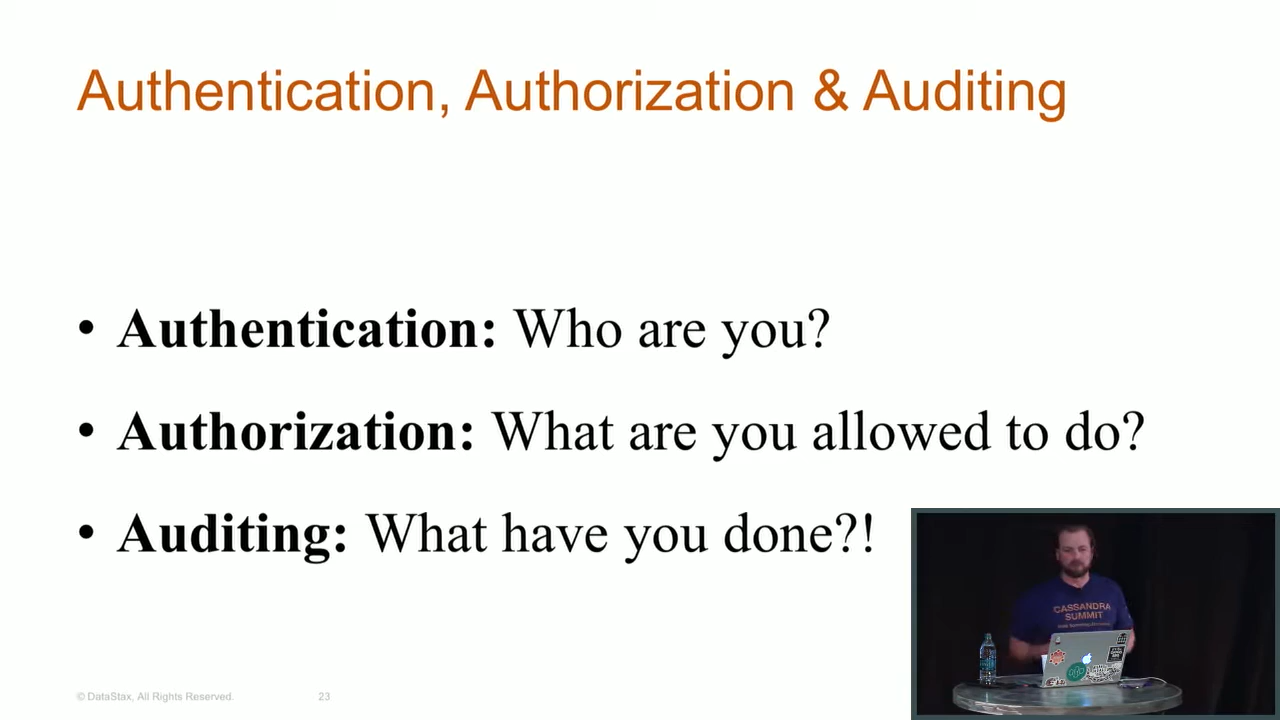 Authentication, Authorization & Auditing
• Authentication: Who are you?
• Authorization: What are you allowed to do?
• Auditing: What have you done?!
CASSANDRA
SUMMIT
© DataStax, All Rights Reserved.
23